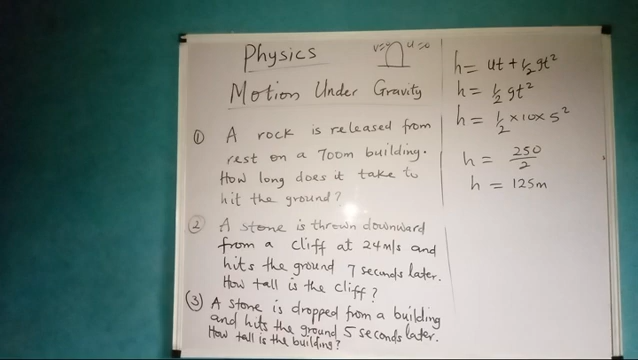 Physics
v=0 u=0
Motion Under Gravity
① A rock is released from
rest on a 700m building.
How long does it take to
hit the ground?
② A stone is thrown downward
from a cliff at 24m/s and
hits the ground 7 seconds later.
How tall is the cliff?
③ A stone is dropped from a building
and hits the ground 5 seconds later.
How tall is the building?
h = ut + ½gt²
h = ½gt²
h = ½ × 10 × 5²
h = 250/2
h = 125m